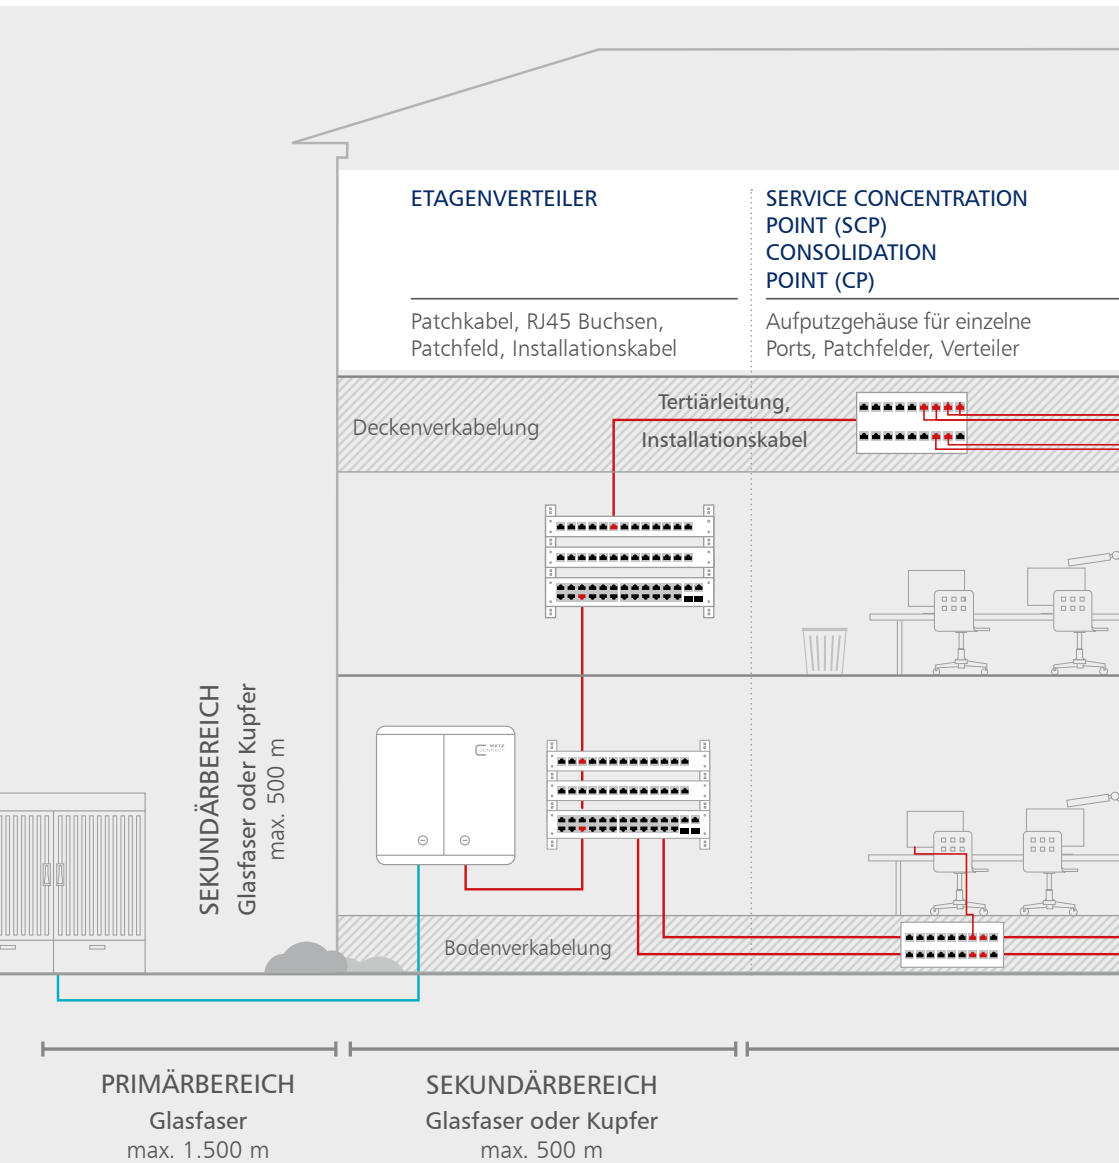 ETAGENVERTEILER
Patchkabel, RJ45 Buchsen,
Patchfeld, Installationskabel
SERVICE CONCENTRATION
POINT (SCP)
CONSOLIDATION
POINT (CP)
Aufputzgehäuse für einzelne
Ports, Patchfelder, Verteiler
Deckenverkabelung
Tertiärleitung,
Installationskabel
SEKUNDÄRBEREICH
Glasfaser oder Kupfer
max. 500 m
METZ
CONNECT
Bodenverkabelung
PRIMÄRBEREICH
Glasfaser
max. 1.500 m
SEKUNDÄRBEREICH
Glasfaser oder Kupfer
max. 500 m